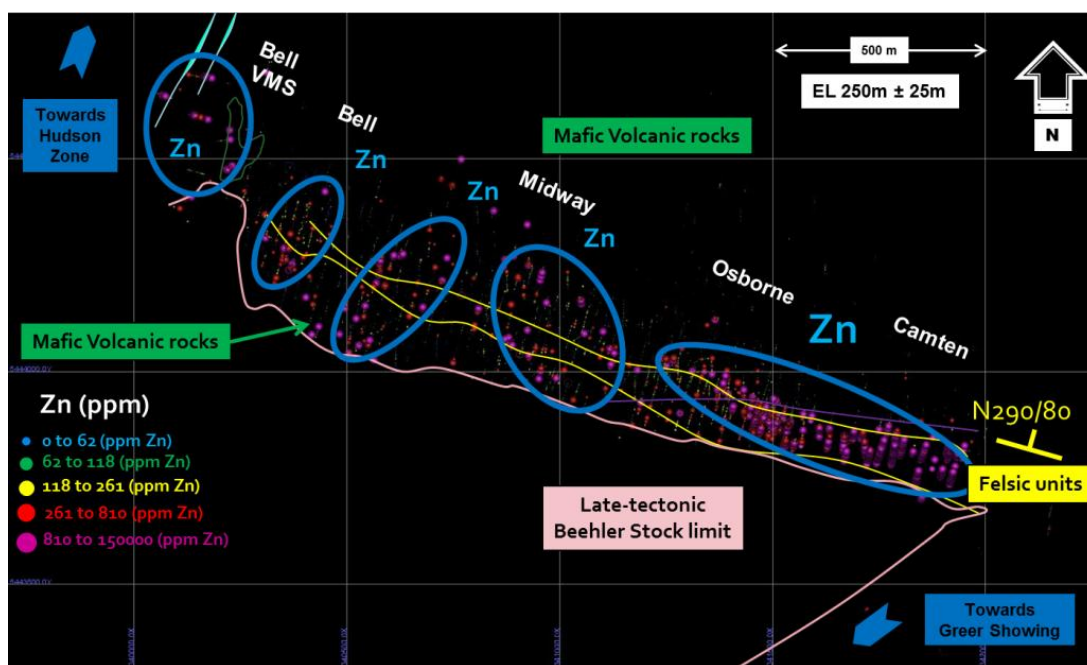 Bell
VMS
Bell
Midway
Osborne
Camten
Zn
Zn
Zn
Zn
Zn
500 m
EL 250m ± 25m
N
Towards
Hudson
Zone
Mafic Volcanic rocks
Mafic Volcanic rocks
Zn (ppm)
0 to 62 (ppm Zn)
62 to 118 (ppm Zn)
118 to 261 (ppm Zn)
261 to 810 (ppm Zn)
810 to 150000 (ppm Zn)
N290/80
Felsic units
Late-tectonic
Beehler Stock limit
Towards
Greer Showing